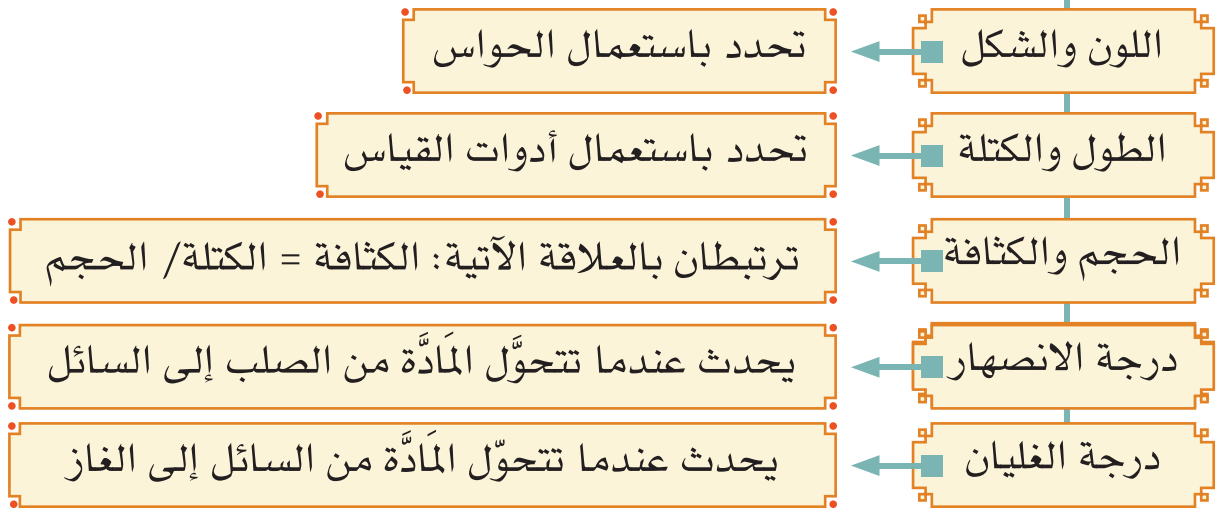 اللون والشكل
تحدد باستعمال الحواس
الطول والكتلة
تحدد باستعمال أدوات القياس
الحجم والكثافة
ترتبطان بالعلاقة الآتية: الكثافة = الكتلة/ الحجم
درجة الانصهار
يحدث عندما تتحوَّل المَادَّة من الصلب إلى السائل
درجة الغليان
يحدث عندما تتحوّل المَادَّة من السائل إلى الغاز